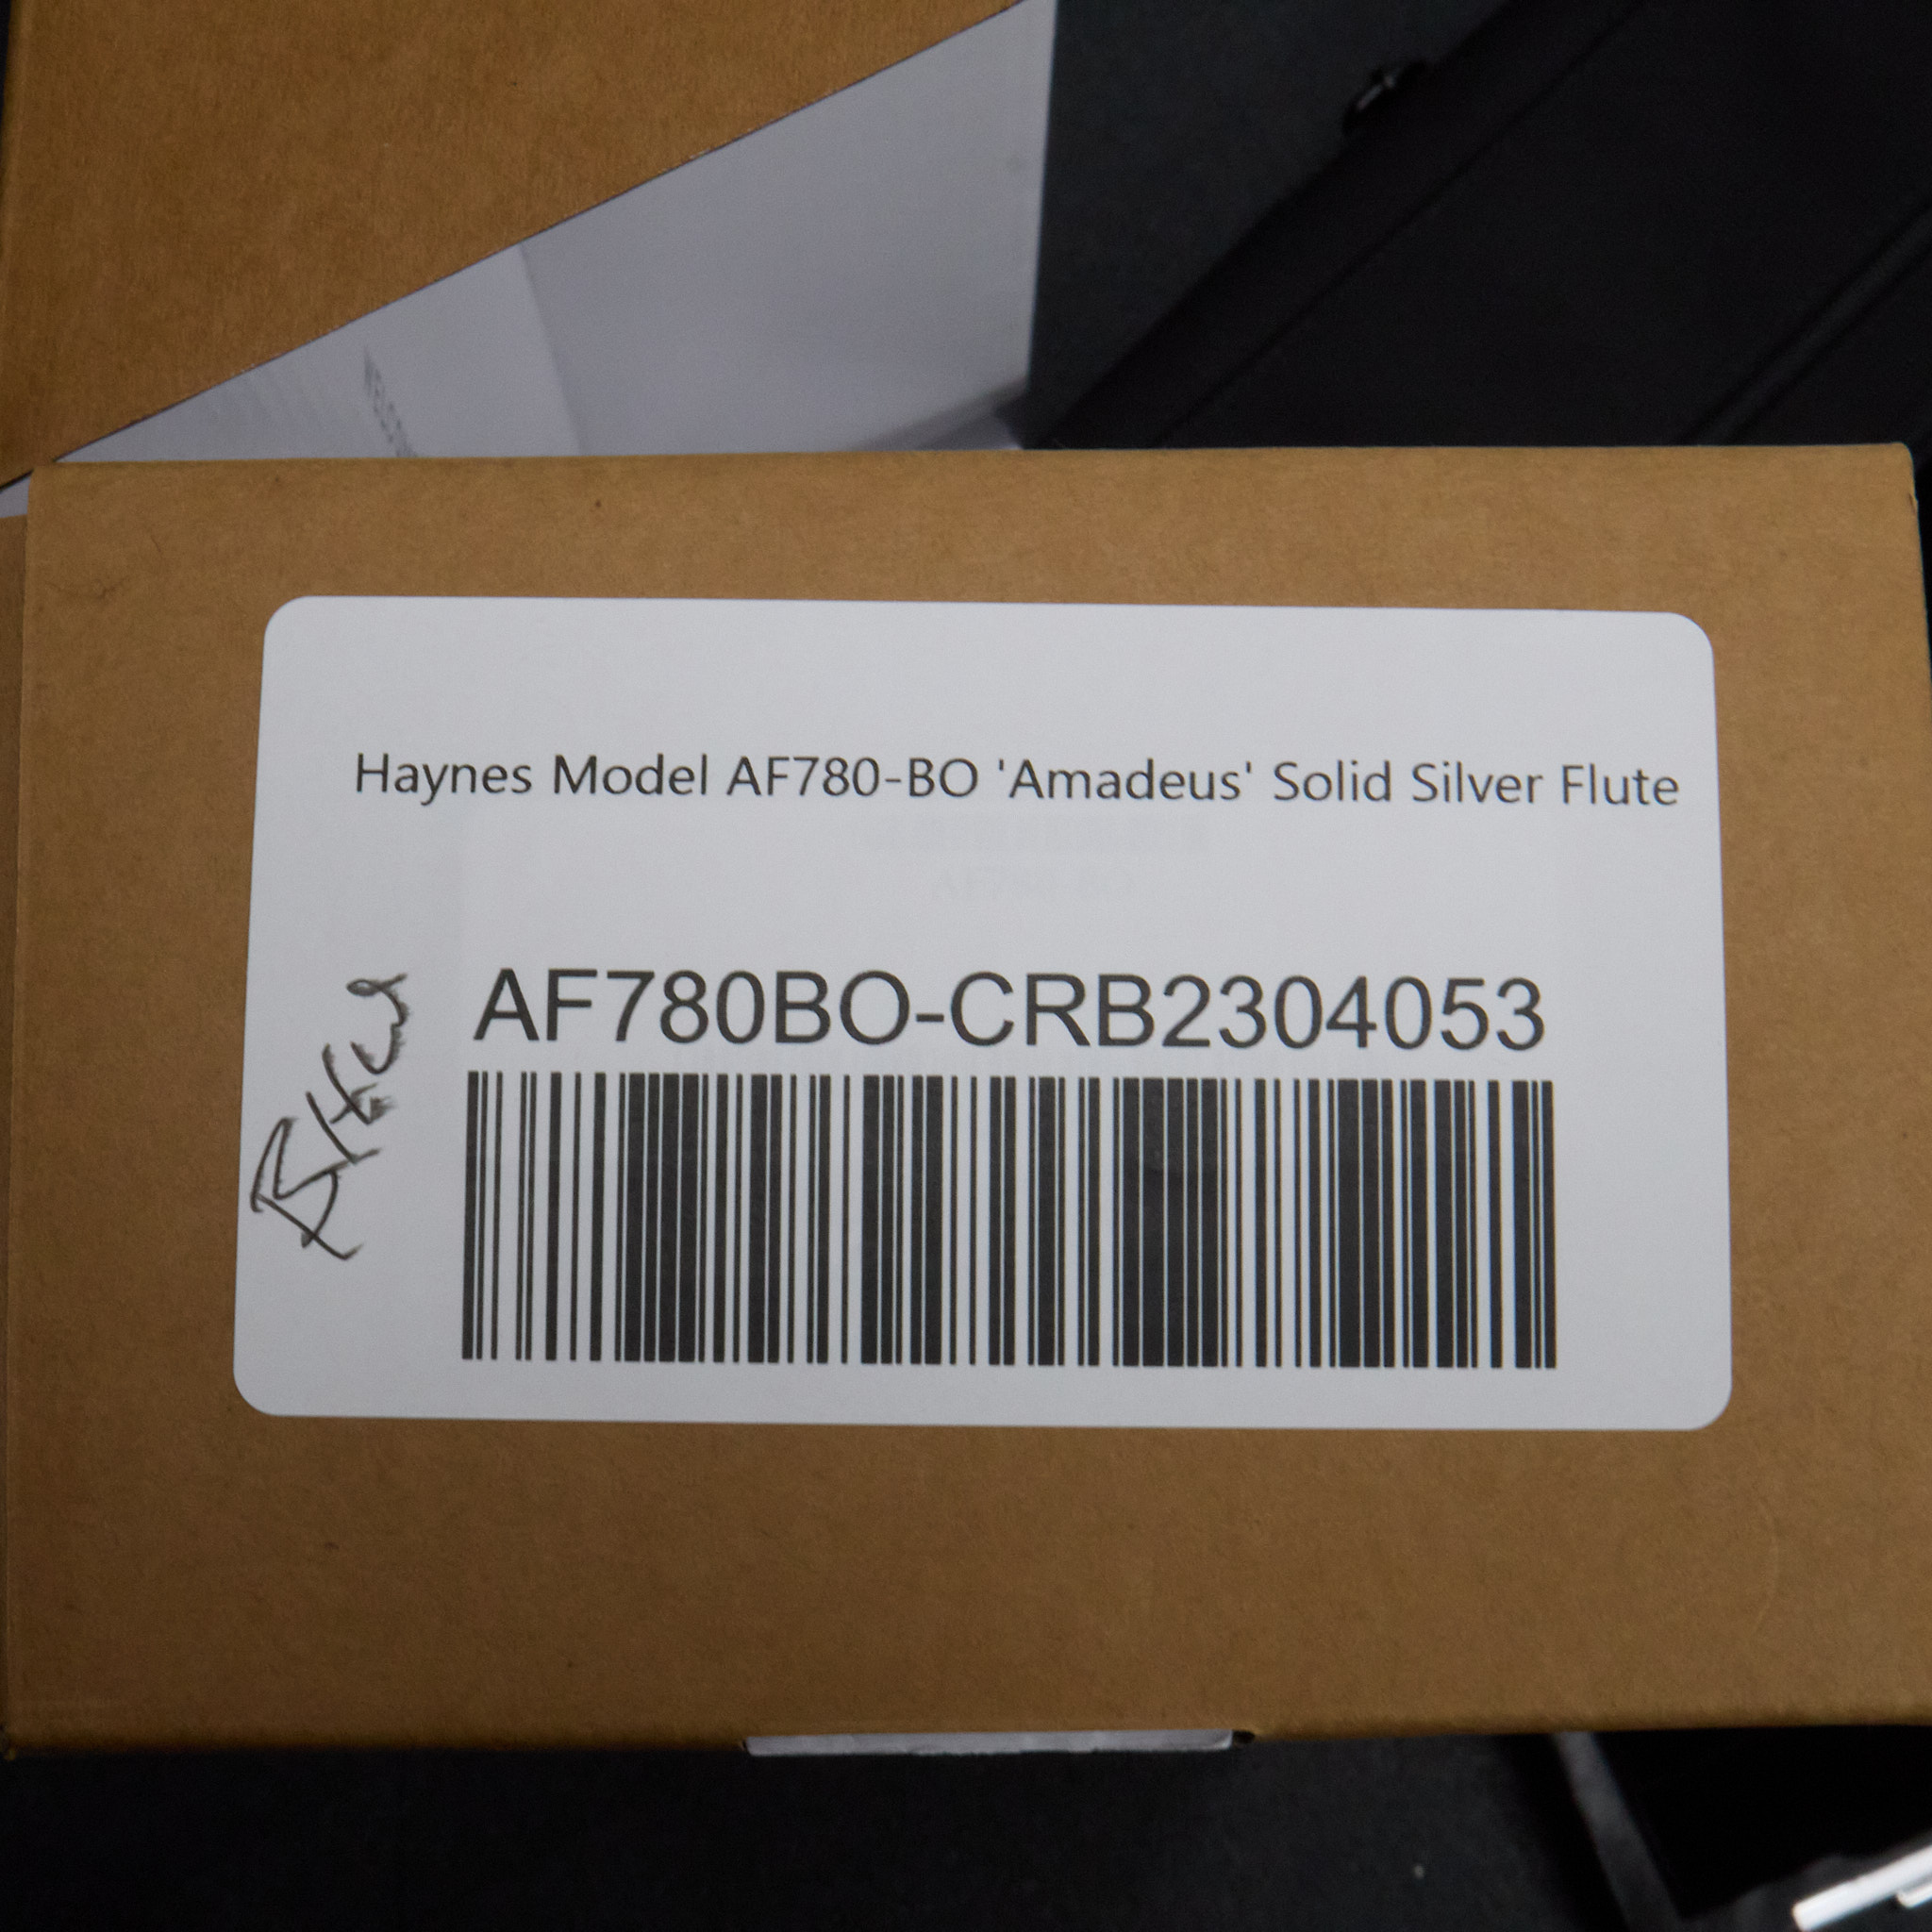 Haynes Model AF780-BO 'Amadeus' Solid Silver Flute
AF780BO-CRB2304053